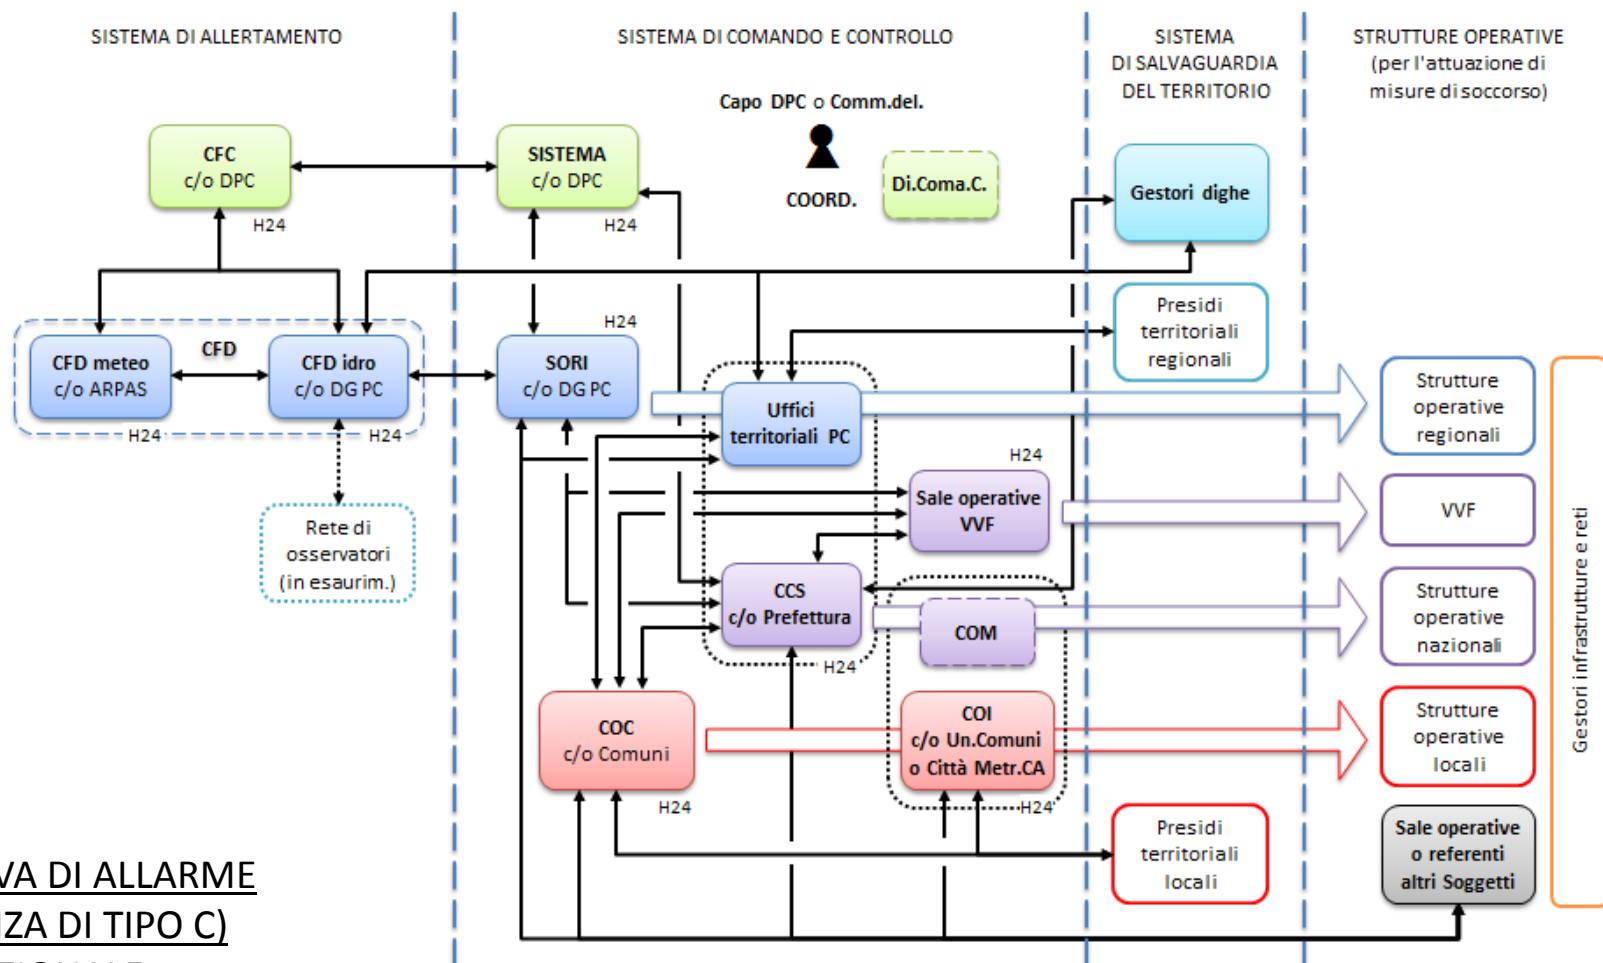 SISTEMA DI ALLERTAMENTO
SISTEMA DI COMANDO E CONTROLLO
SISTEMA
DI SALVAGUARDIA
DEL TERRITORIO
STRUTTURE OPERATIVE
(per l'attuazione di
misure di soccorso)
Capo DPC o Comm.del.
COORD.
Di.Coma.C.
CFC
c/o DPC
H24
SISTEMA
c/o DPC
H24
Gestori dighe
Presidi
territoriali
regionali
CFD meteo
c/o ARPAS
H24
CFD
CFD idro
c/o DG PC
H24
H24
SORI
c/o DG PC
Uffici
territoriali PC
Strutture
operative
regionali
Rete di
osservatori
(in esaurim.)
H24
Sale operative
VVF
VVF
CCS
c/o Prefettura
H24
COM
Strutture
operative
nazionali
COC
c/o Comuni
H24
COI
c/o Un.Comuni
o Città Metr.CA
H24
Strutture
operative
locali
Presidi
territoriali
locali
Sale operative
o referenti
altri Soggetti
Gestori infrastrutture e reti
VA DI ALLARME
ZA DI TIPO C)